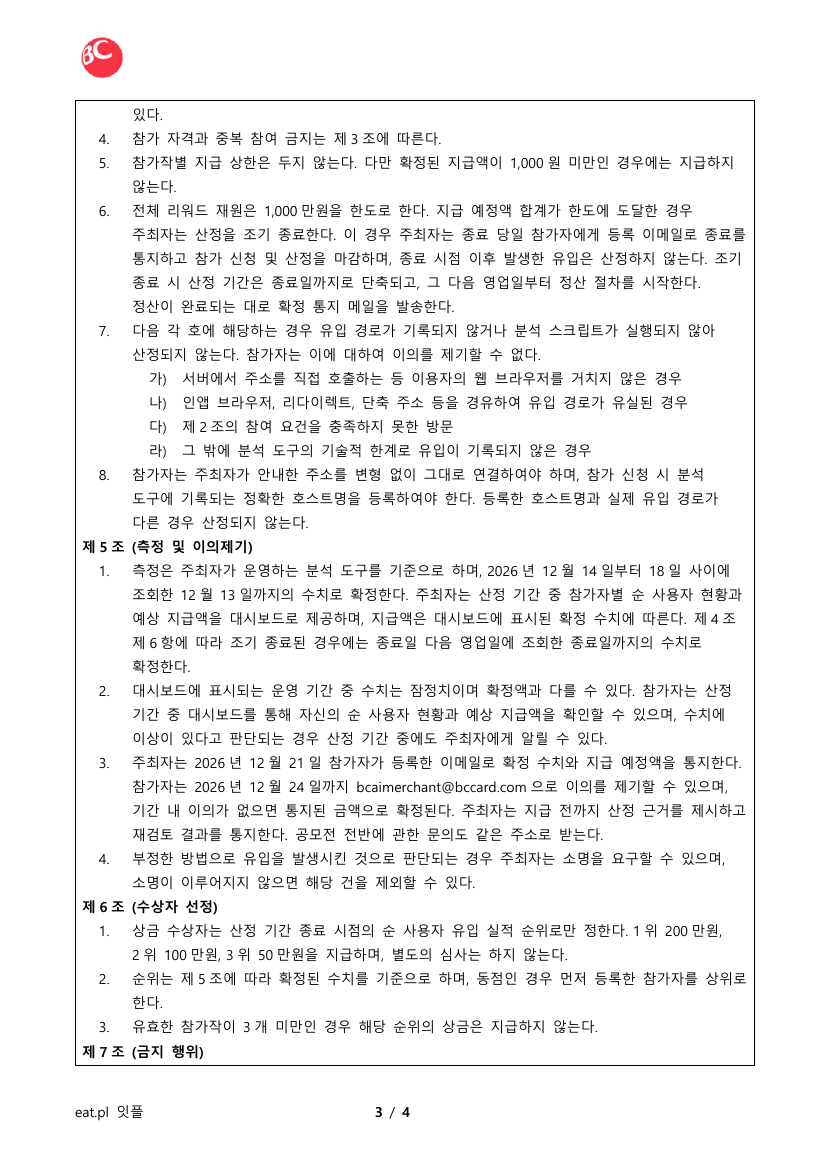 BC
있다.
4. 참가 자격과 중복 참여 금지는 제 3 조에 따른다.
5. 참가작별 지급 상한은 두지 않는다. 다만 확정된 지급액이 1,000 원 미만인 경우에는 지급하지
않는다.
6. 전체 리워드 재원은 1,000 만원을 한도로 한다. 지급 예정액 합계가 한도에 도달한 경우
주최자는 산정을 조기 종료한다. 이 경우 주최자는 종료 당일 참가자에게 등록 이메일로 종료를
통지하고 참가 신청 및 산정을 마감하며, 종료 시점 이후 발생한 유입은 산정하지 않는다. 조기
종료 시 산정 기간은 종료일까지로 단축되고, 그 다음 영업일부터 정산 절차를 시작한다.
정산이 완료되는 대로 확정 통지 메일을 발송한다.
7. 다음 각 호에 해당하는 경우 유입 경로가 기록되지 않거나 분석 스크립트가 실행되지 않아
산정되지 않는다. 참가자는 이에 대하여 이의를 제기할 수 없다.
가) 서버에서 주소를 직접 호출하는 등 이용자의 웹 브라우저를 거치지 않은 경우
나) 인앱 브라우저, 리다이렉트, 단축 주소 등을 경유하여 유입 경로가 유실된 경우
다) 제 2 조의 참여 요건을 충족하지 못한 방문
라) 그 밖에 분석 도구의 기술적 한계로 유입이 기록되지 않은 경우
8. 참가자는 주최자가 안내한 주소를 변형 없이 그대로 연결하여야 하며, 참가 신청 시 분석
도구에 기록되는 정확한 호스트명을 등록하여야 한다. 등록한 호스트명과 실제 유입 경로가
다른 경우 산정되지 않는다.
제 5 조 (측정 및 이의제기)
1. 측정은 주최자가 운영하는 분석 도구를 기준으로 하며, 2026 년 12 월 14 일부터 18 일 사이에
조회한 12 월 13 일까지의 수치로 확정한다. 주최자는 산정 기간 중 참가자별 순 사용자 현황과
예상 지급액을 대시보드로 제공하며, 지급액은 대시보드에 표시된 확정 수치에 따른다. 제 4 조
제 6 항에 따라 조기 종료된 경우에는 종료일 다음 영업일에 조회한 종료일까지의 수치로
확정한다.
2. 대시보드에 표시되는 운영 기간 중 수치는 잠정치이며 확정액과 다를 수 있다. 참가자는 산정
기간 중 대시보드를 통해 자신의 순 사용자 현황과 예상 지급액을 확인할 수 있으며, 수치에
이상이 있다고 판단되는 경우 산정 기간 중에도 주최자에게 알릴 수 있다.
3. 주최자는 2026 년 12 월 21 일 참가자가 등록한 이메일로 확정 수치와 지급 예정액을 통지한다.
참가자는 2026 년 12 월 24 일까지 bcaimerchant@bccard.com 으로 이의를 제기할 수 있으며,
기간 내 이의가 없으면 통지된 금액으로 확정된다. 주최자는 지급 전까지 산정 근거를 제시하고
재검토 결과를 통지한다. 공모전 전반에 관한 문의도 같은 주소로 받는다.
4. 부정한 방법으로 유입을 발생시킨 것으로 판단되는 경우 주최자는 소명을 요구할 수 있으며,
소명이 이루어지지 않으면 해당 건을 제외할 수 있다.
제 6 조 (수상자 선정)
1. 상금 수상자는 산정 기간 종료 시점의 순 사용자 유입 실적 순위로만 정한다. 1 위 200 만원,
2 위 100 만원, 3 위 50 만원을 지급하며, 별도의 심사는 하지 않는다.
2. 순위는 제 5 조에 따라 확정된 수치를 기준으로 하며, 동점인 경우 먼저 등록한 참가자를 상위로
한다.
3. 유효한 참가작이 3 개 미만인 경우 해당 순위의 상금은 지급하지 않는다.
제 7 조 (금지 행위)
eat.pl 잇플
3 / 4